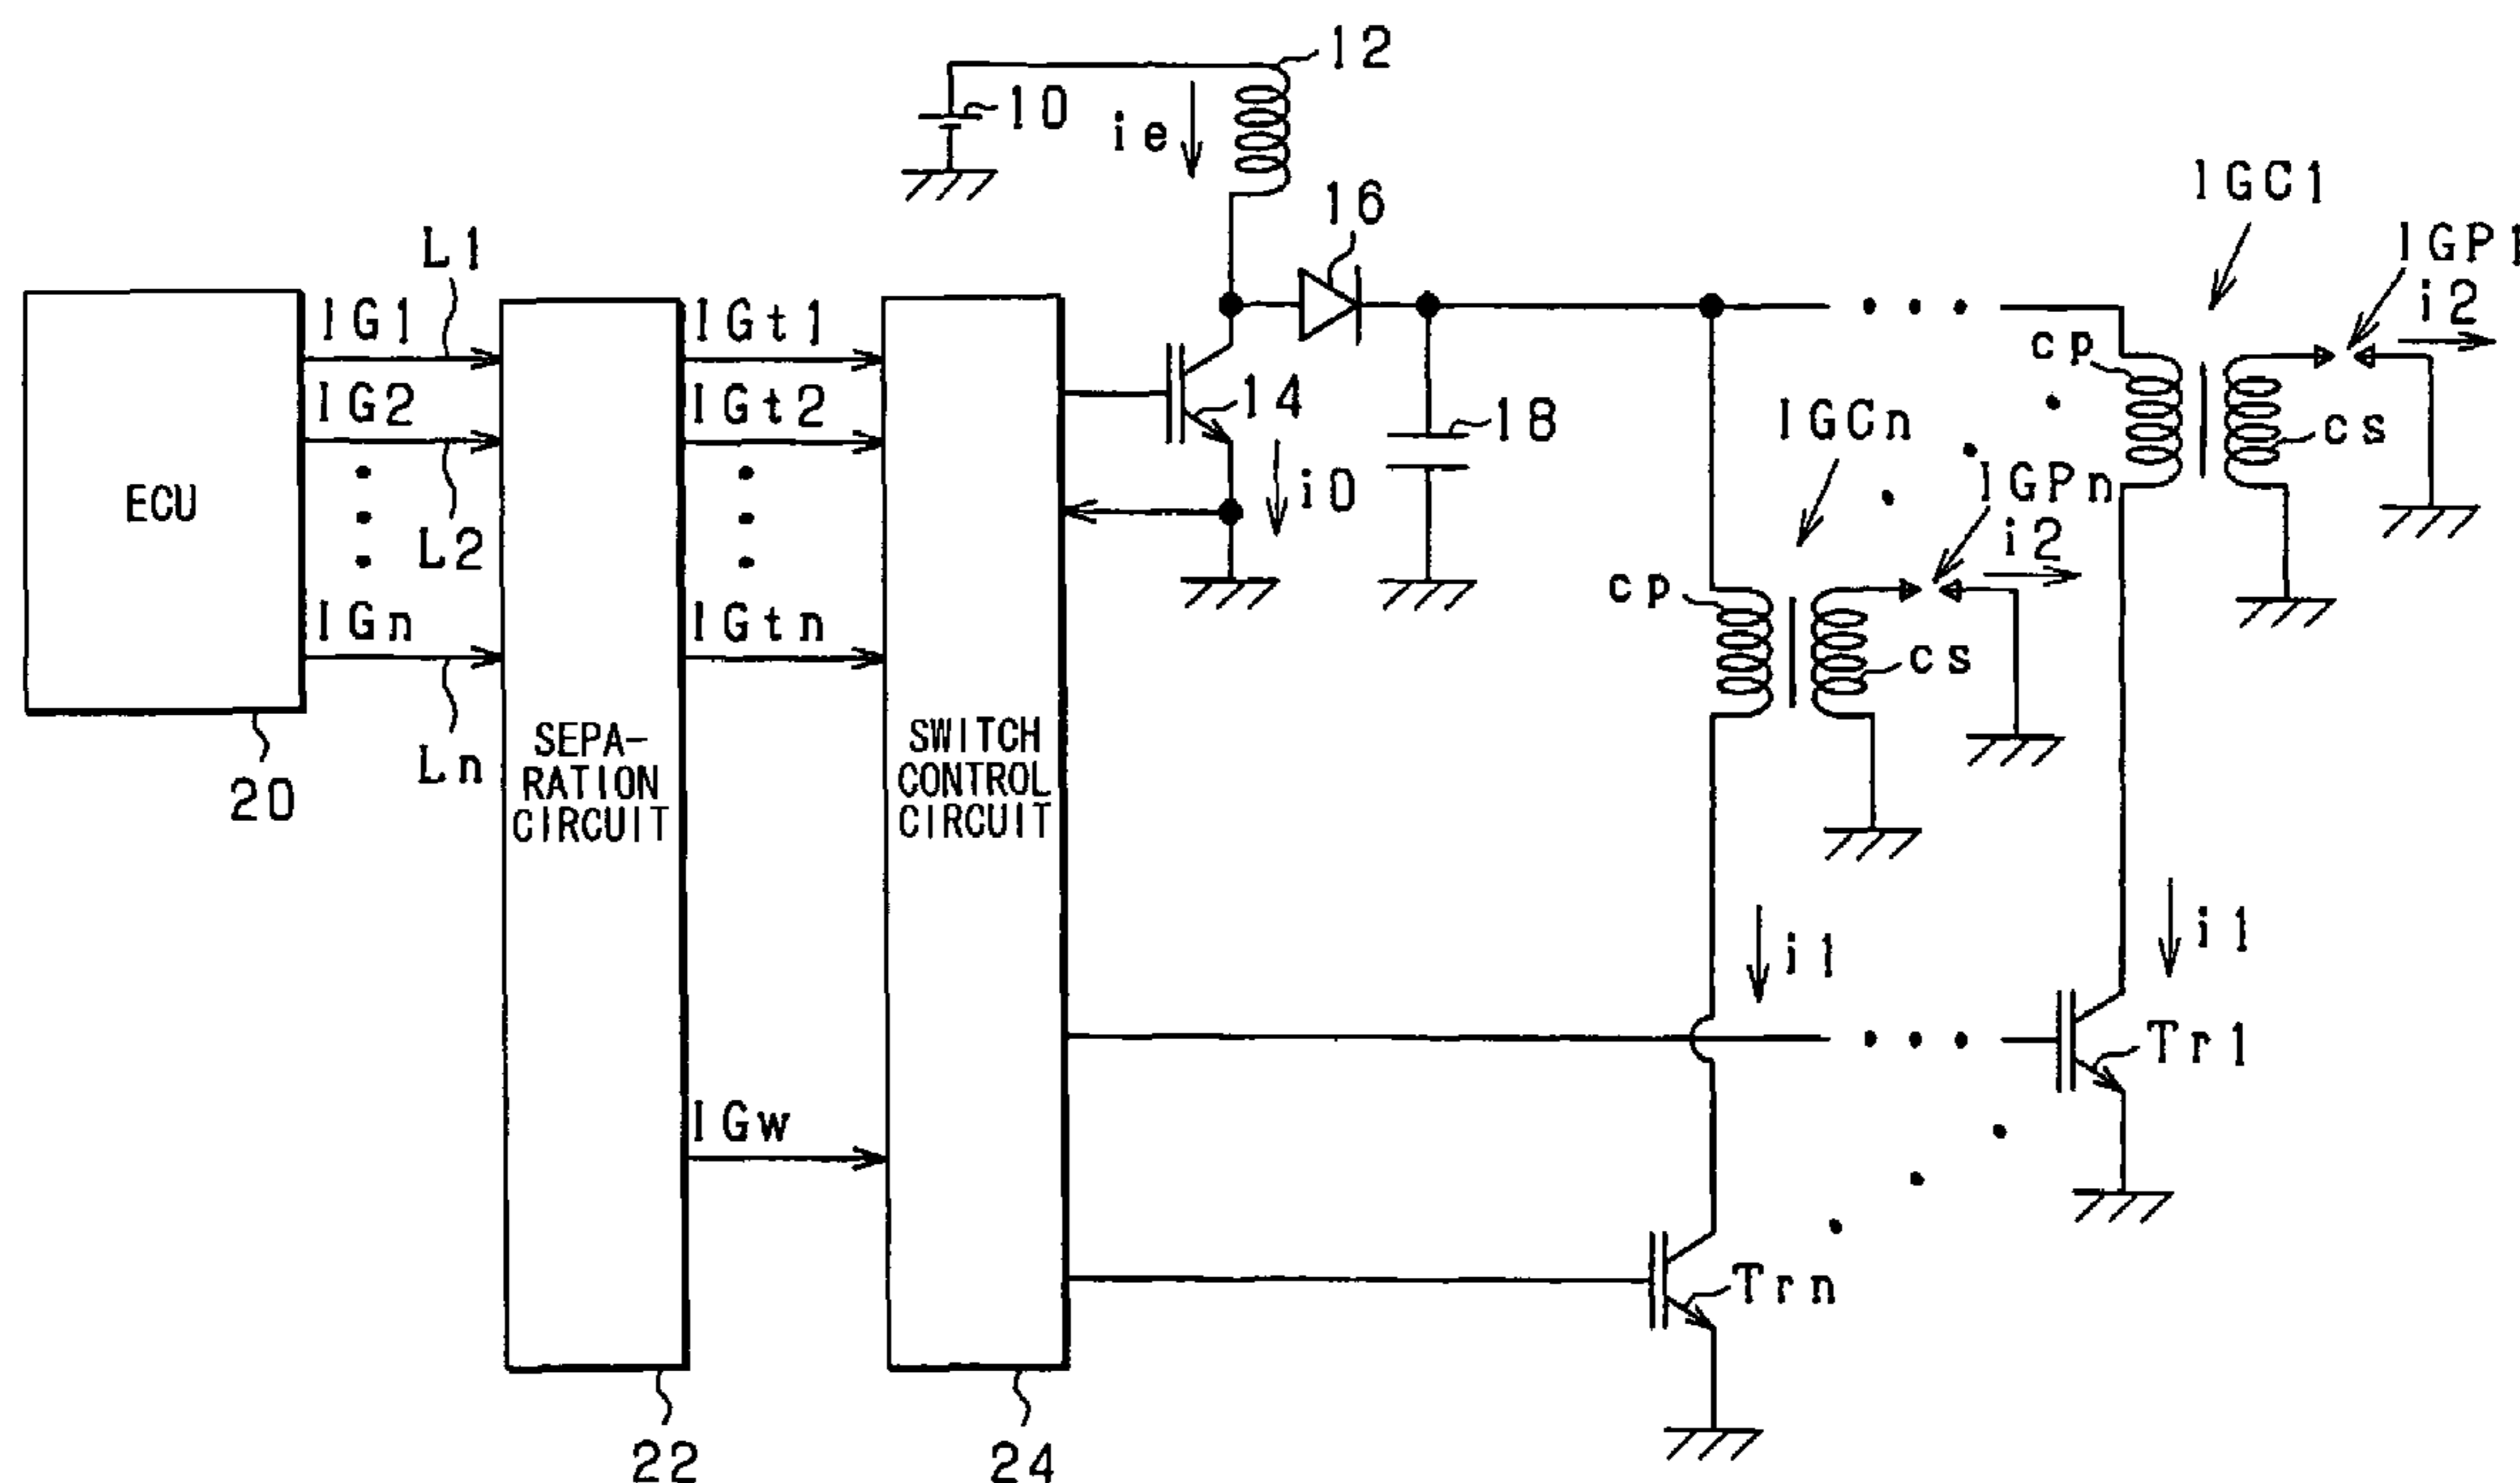 12
10
ie
16
IGC1
IGP1
i2
L1
IG1
IGt1
cp
IG2
IGt2
14
18
IGCn
cs
ECU
i0
IGPn
L2
i2
cp
IGn
IGtn
cs
Ln
SEPA-
RATION
CIRCUIT
SWITCH
CONTROL
CIRCUIT
20
i1
i1
Tr1
IGw
Trn
22
24